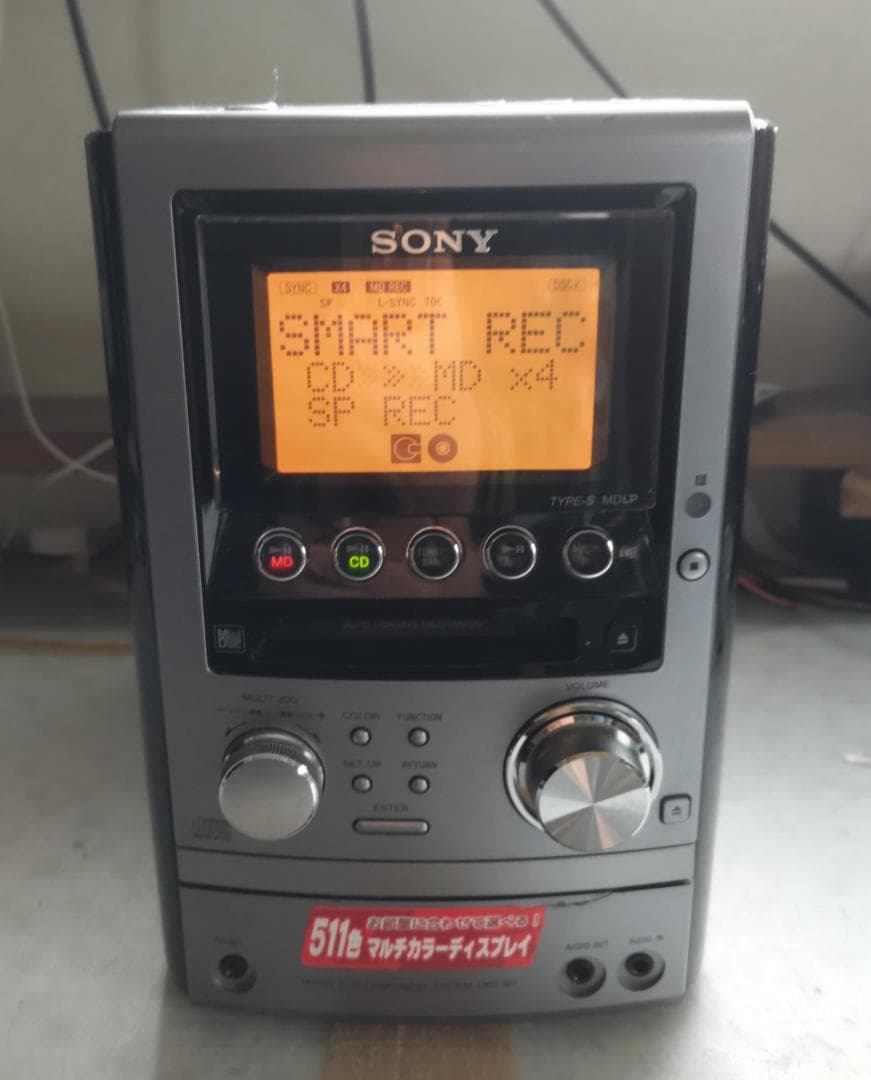 SONY
SYNC x4 MD REC
SP L-SYNC TOC
SMART REC
CD » MD x4
SP REC
TYPE-S MDLP
MD
CD
VOLUME
MULTI JOG
COLOR FUNCTION
SET UP RETURN
ENTER
お部屋に合わせて選べる!
511色 マルチカラーディスプレイ
AUDIO OUT
AUDIO IN